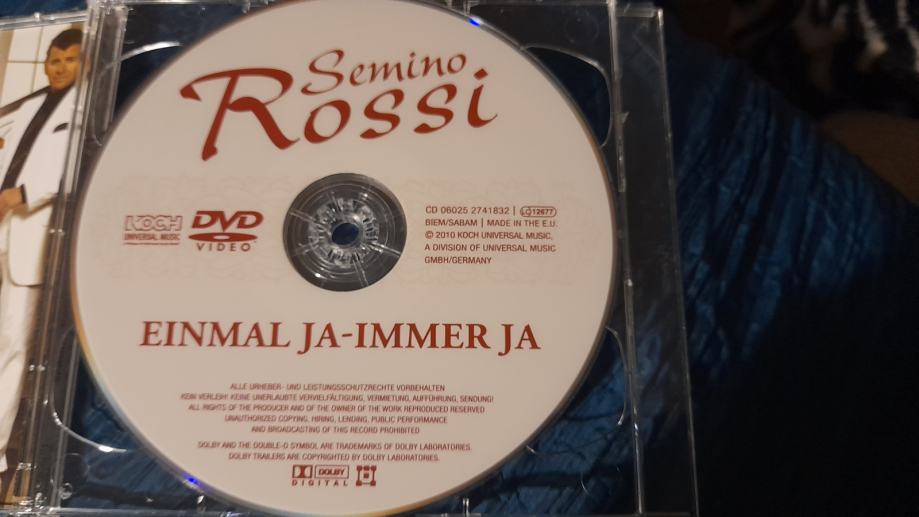 Semino
Rossi
KOCH
UNIVERSAL MUSIC
DVD
VIDEO
CD 06025 2741832 | LC 12677
BIEM/SABAM | MADE IN THE E.U.
© 2010 KOCH UNIVERSAL MUSIC,
A DIVISION OF UNIVERSAL MUSIC
GMBH/GERMANY
EINMAL JA-IMMER JA
ALLE URHEBER- UND LEISTUNGSSCHUTZRECHTE VORBEHALTEN
KEIN VERLEIH! KEINE UNERLAUBTE VERVIELFÄLTIGUNG, VERMIETUNG, AUFFÜHRUNG, SENDUNG!
ALL RIGHTS OF THE PRODUCER AND OF THE OWNER OF THE WORK REPRODUCED RESERVED
UNAUTHORIZED COPYING, HIRING, LENDING, PUBLIC PERFORMANCE
AND BROADCASTING OF THIS RECORD PROHIBITED
DOLBY AND THE DOUBLE-D SYMBOL ARE TRADEMARKS OF DOLBY LABORATORIES.
DOLBY TRAILERS ARE COPYRIGHTED BY DOLBY LABORATORIES.
DOLBY
DIGITAL